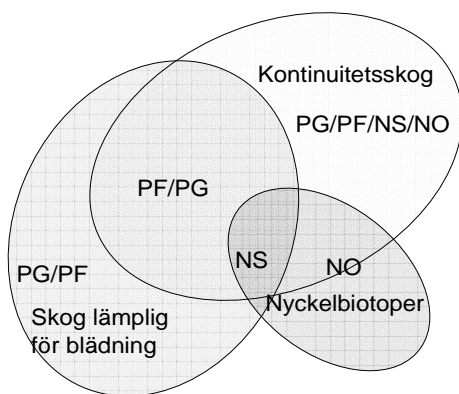 Kontinuitetsskog
PG/PF/NS/NO
PF/PG
NS
NO
PG/PF
Nyckelbiotoper
Skog lämplig
för blädning